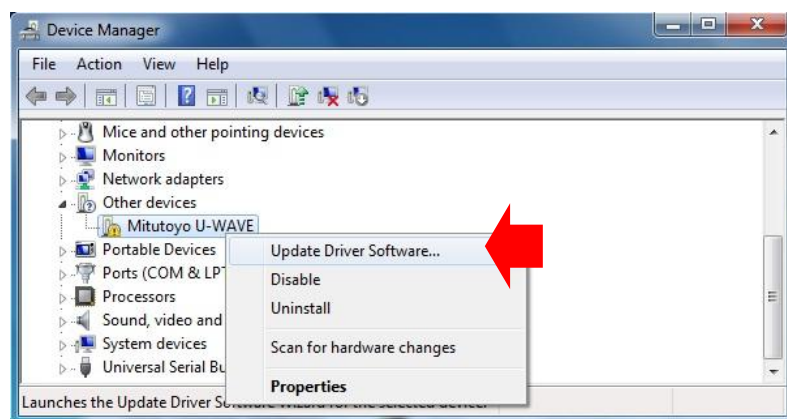 Device Manager
File Action View Help
Mice and other pointing devices
Monitors
Network adapters
Other devices
Mitutoyo U-WAVE
Portable Devices
Update Driver Software...
Ports (COM & LPT
Disable
Processors
Uninstall
Sound, video and
System devices
Scan for hardware changes
Universal Serial Bu
Properties
Launches the Update Driver Software Wizard for the selected device.